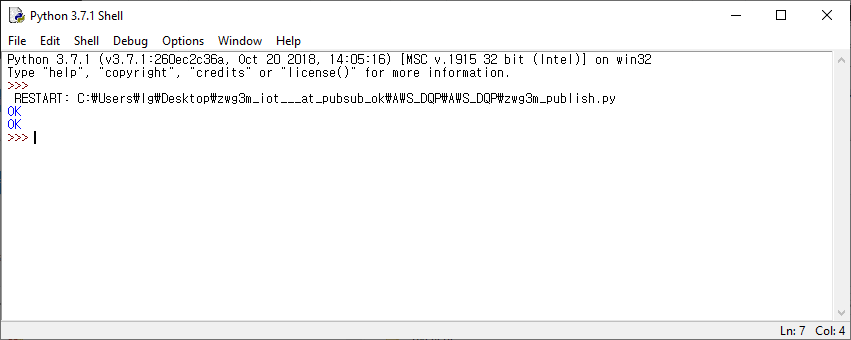 Python 3.7.1 Shell
File Edit Shell Debug Options Window Help
Python 3.7.1 (v3.7.1:260ec2c36a, Oct 20 2018, 14:05:16) [MSC v.1915 32 bit (Intel)] on win32
Type "help", "copyright", "credits" or "license()" for more information.
>>>
RESTART: C:₩Users₩lg₩Desktop₩zwg3m_iot___at_pubsub_ok₩AWS_DQP₩AWS_DQP₩zwg3m_publish.py
OK
OK
>>>
Ln: 7 Col: 4